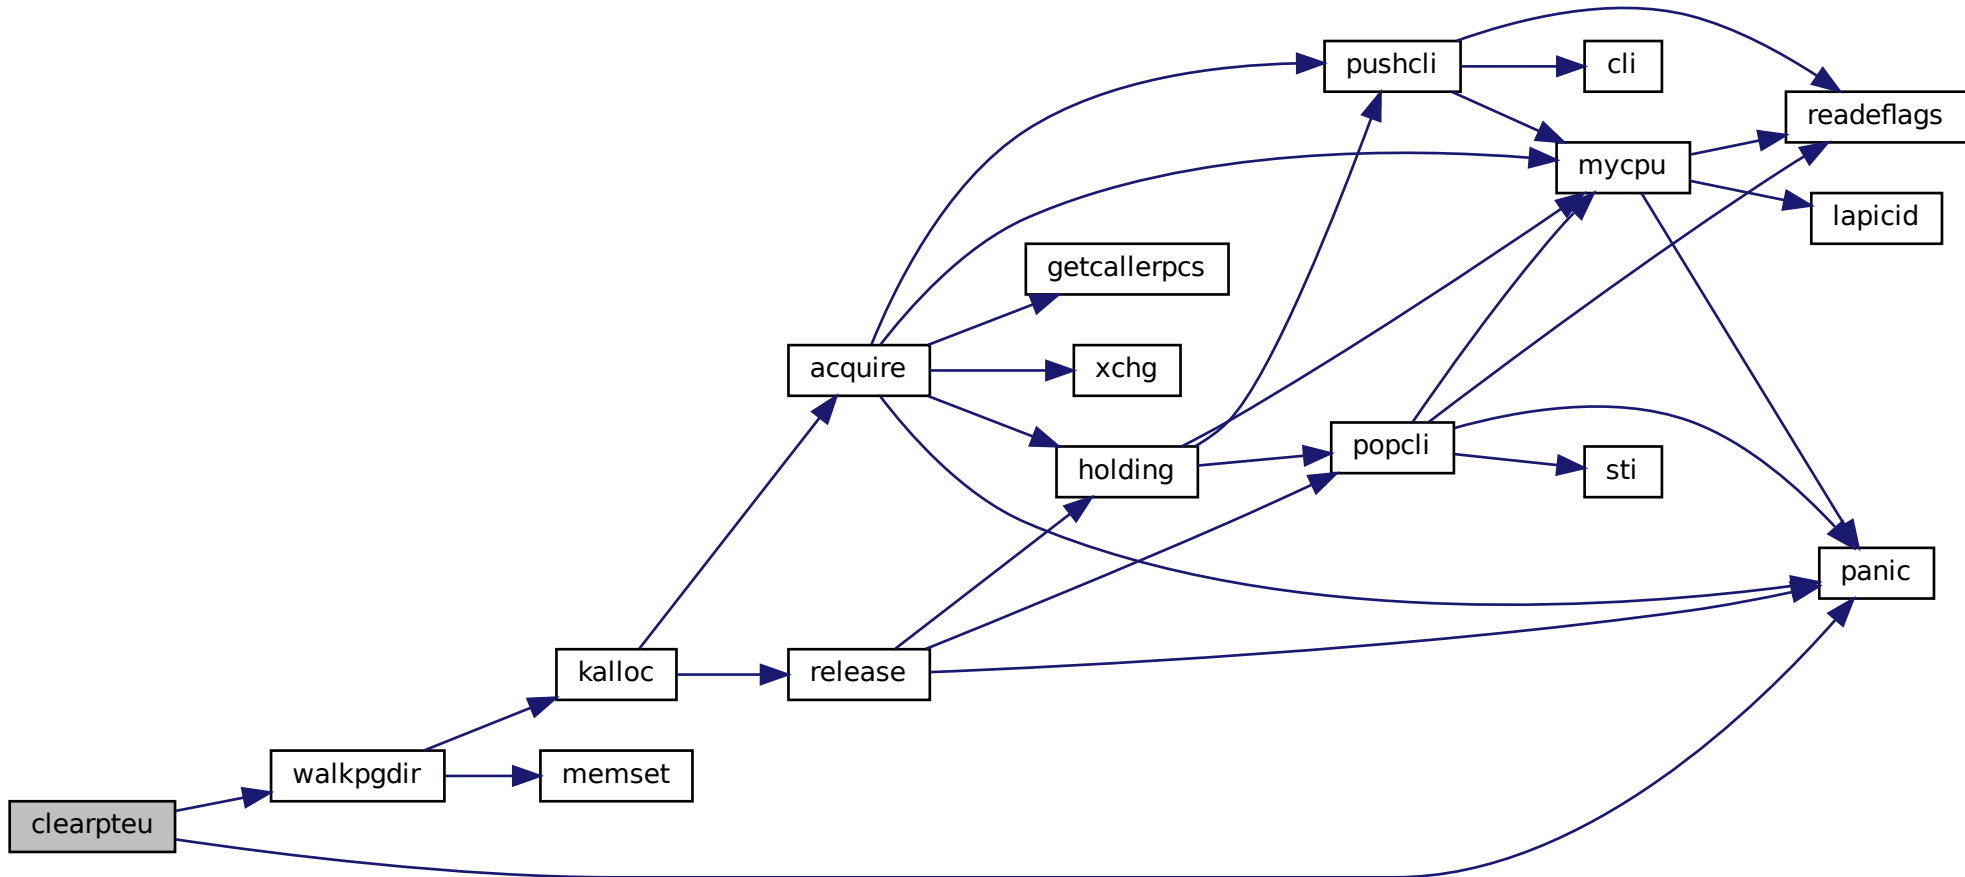 pushcli
cli
readeflags
mycpu
lapicid
getcallerpcs
acquire
xchg
holding
popcli
sti
panic
kalloc
release
walkpgdir
memset
clearpteu